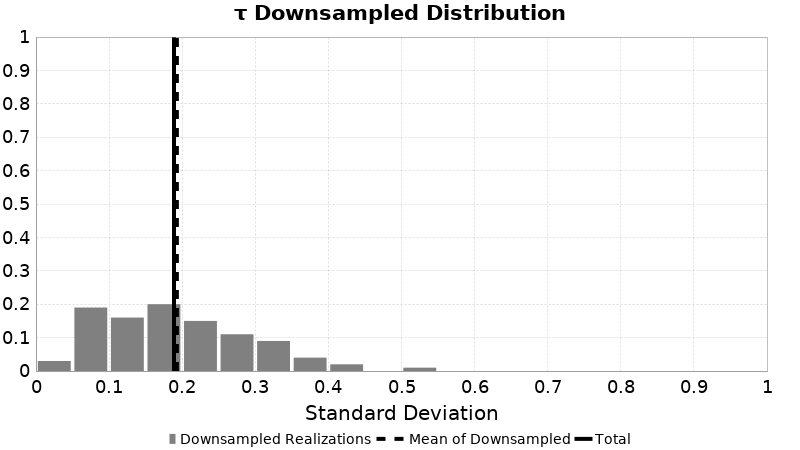 τ Downsampled Distribution
1
0.9
0.8
0.7
0.6
0.5
0.4
0.3
0.2
0.1
0
0 0.1 0.2 0.3 0.4 0.5 0.6 0.7 0.8 0.9 1
Standard Deviation
Downsampled Realizations Mean of Downsampled Total